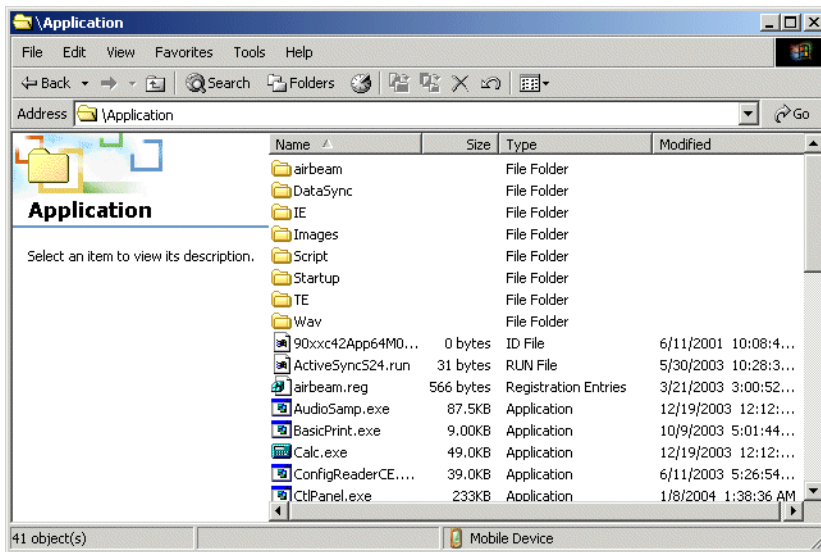 \Application
File Edit View Favorites Tools Help
Back Search Folders
Address \Application Go
Application
Select an item to view its description.
Name Size Type Modified
airbeam File Folder
DataSync File Folder
IE File Folder
Images File Folder
Script File Folder
Startup File Folder
TE File Folder
Wav File Folder
90xxc42App64M0... 0 bytes ID File 6/11/2001 10:08:4...
ActiveSyncS24.run 31 bytes RUN File 5/30/2003 10:28:3...
airbeam.reg 566 bytes Registration Entries 3/21/2003 3:00:52...
AudioSamp.exe 87.5KB Application 12/19/2003 12:12:...
BasicPrint.exe 9.00KB Application 10/9/2003 5:01:44...
Calc.exe 49.0KB Application 12/19/2003 12:12:...
ConfigReaderCE.... 39.0KB Application 6/11/2003 5:26:54...
CtlPanel.exe 233KB Application 1/8/2004 1:38:36 AM
41 object(s) Mobile Device